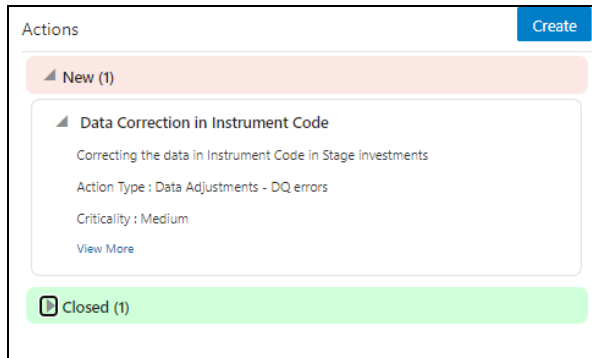 Actions
Create
New (1)
Data Correction in Instrument Code
Correcting the data in Instrument Code in Stage investments
Action Type : Data Adjustments - DQ errors
Criticality : Medium
View More
Closed (1)